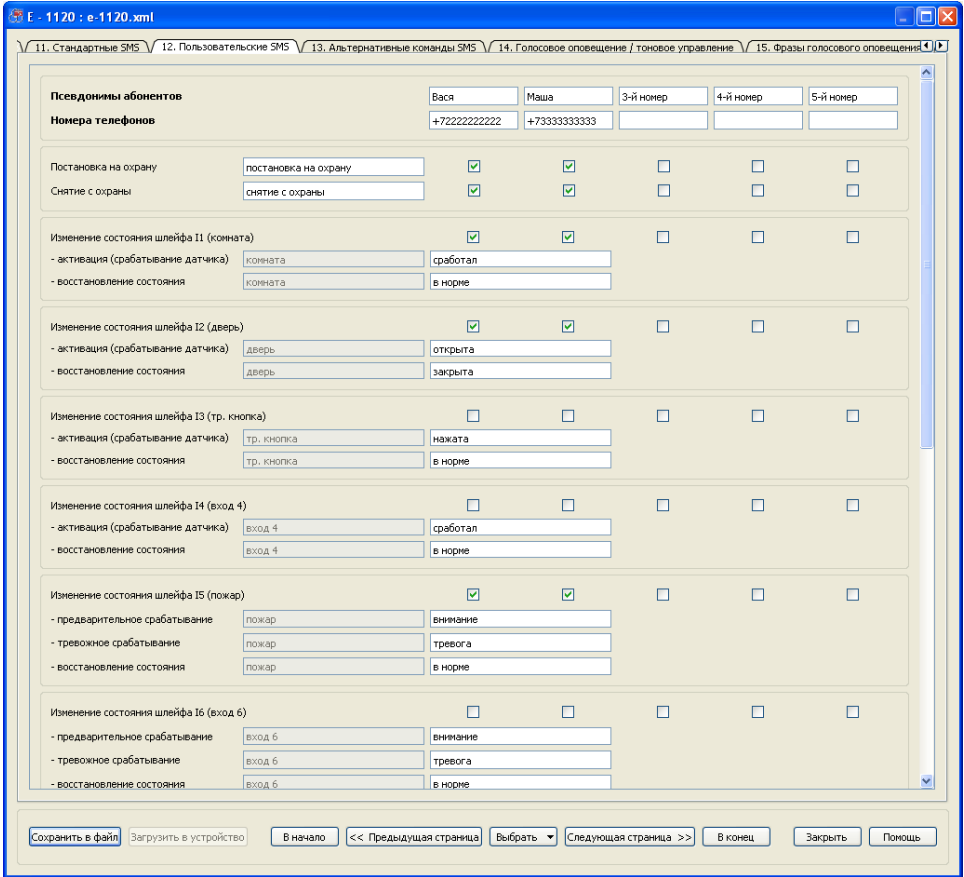 E - 1120 : e-1120.xml
11. Стандартные SMS 12. Пользовательские SMS 13. Альтернативные команды SMS 14. Голосовое оповещение / тоновое управление 15. Фразы голосового оповещения
Псевдонимы абонентов Вася Маша 3-й номер 4-й номер 5-й номер
Номера телефонов +72222222222 +73333333333
Постановка на охрану постановка на охрану
Снятие с охраны снятие с охраны
Изменение состояния шлейфа I1 (комната)
- активация (срабатывание датчика) комната сработал
- восстановление состояния комната в норме
Изменение состояния шлейфа I2 (дверь)
- активация (срабатывание датчика) дверь открыта
- восстановление состояния дверь закрыта
Изменение состояния шлейфа I3 (тр. кнопка)
- активация (срабатывание датчика) тр. кнопка нажата
- восстановление состояния тр. кнопка в норме
Изменение состояния шлейфа I4 (вход 4)
- активация (срабатывание датчика) вход 4 сработал
- восстановление состояния вход 4 в норме
Изменение состояния шлейфа I5 (пожар)
- предварительное срабатывание пожар внимание
- тревожное срабатывание пожар тревога
- восстановление состояния пожар в норме
Изменение состояния шлейфа I6 (вход 6)
- предварительное срабатывание вход 6 внимание
- тревожное срабатывание вход 6 тревога
- восстановление состояния вход 6 в норме
Сохранить в файл Загрузить в устройство В начало << Предыдущая страница Выбрать Следующая страница >> В конец Закрыть Помощь